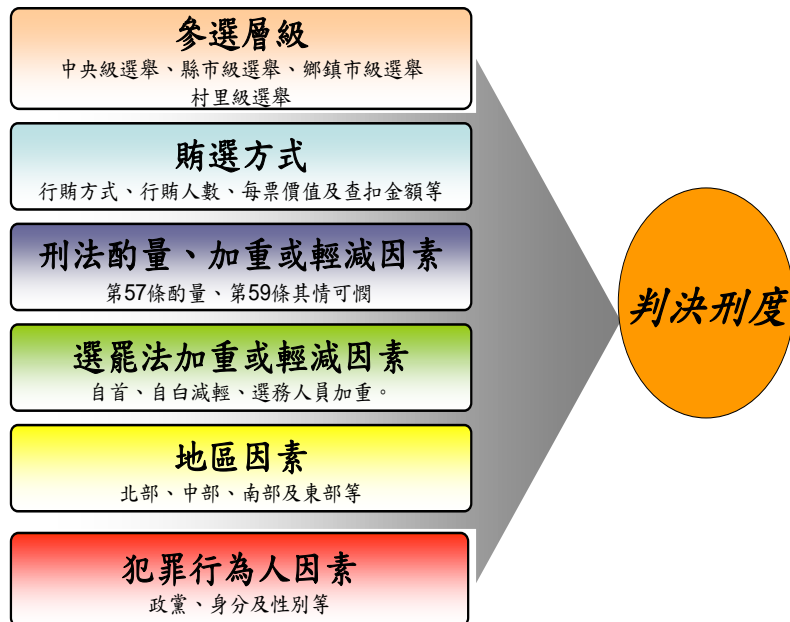 參選層級
中央級選舉、縣市級選舉、鄉鎮市級選舉
村里級選舉
賄選方式
行賄方式、行賄人數、每票價值及查扣金額等
刑法酌量、加重或輕減因素
第57條酌量、第59條其情可憫
選罷法加重或輕減因素
自首、自白減輕、選務人員加重。
地區因素
北部、中部、南部及東部等
犯罪行為人因素
政黨、身分及性別等
判決刑度